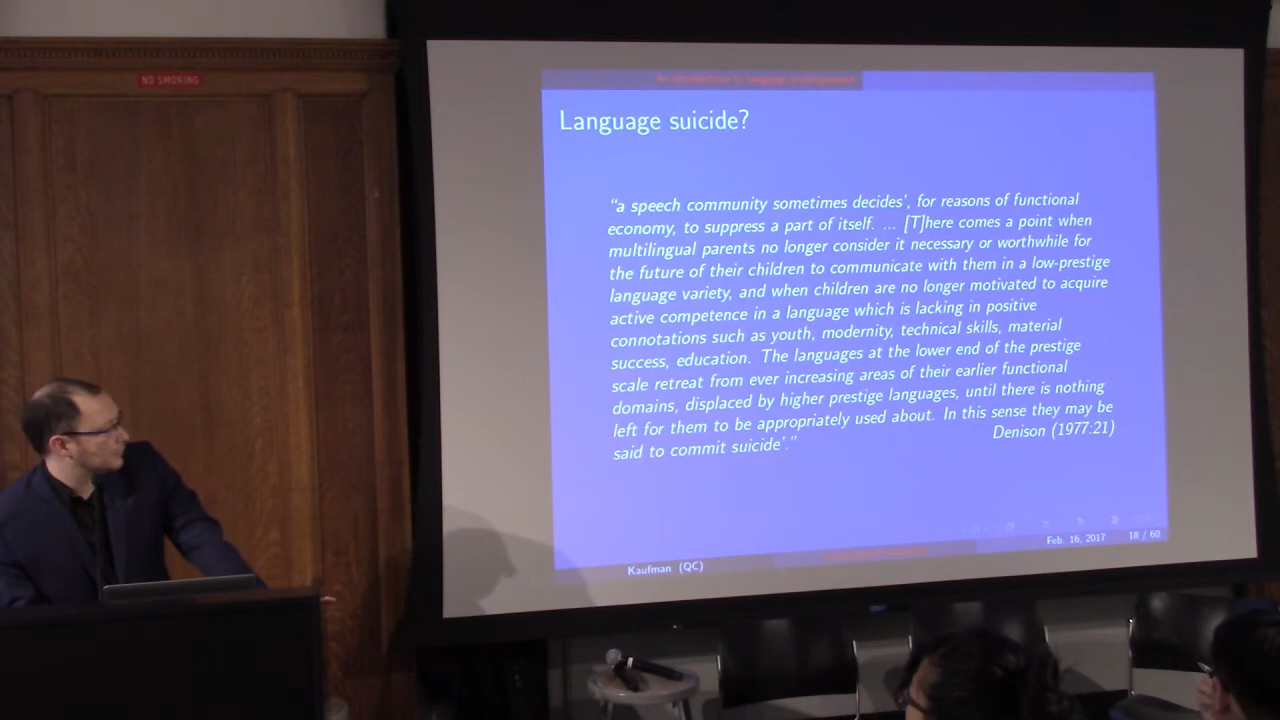 NO SMOKING
Language suicide?
“a speech community sometimes decides’, for reasons of functional
economy, to suppress a part of itself. ... [T]here comes a point when
multilingual parents no longer consider it necessary or worthwhile for
the future of their children to communicate with them in a low-prestige
language variety, and when children are no longer motivated to acquire
active competence in a language which is lacking in positive
connotations such as youth, modernity, technical skills, material
success, education. The languages at the lower end of the prestige
scale retreat from ever increasing areas of their earlier functional
domains, displaced by higher prestige languages, until there is nothing
left for them to be appropriately used about. In this sense they may be
said to commit suicide’.”
Denison (1977:21)
Kaufman (QC)
Feb. 16, 2017
18 / 60